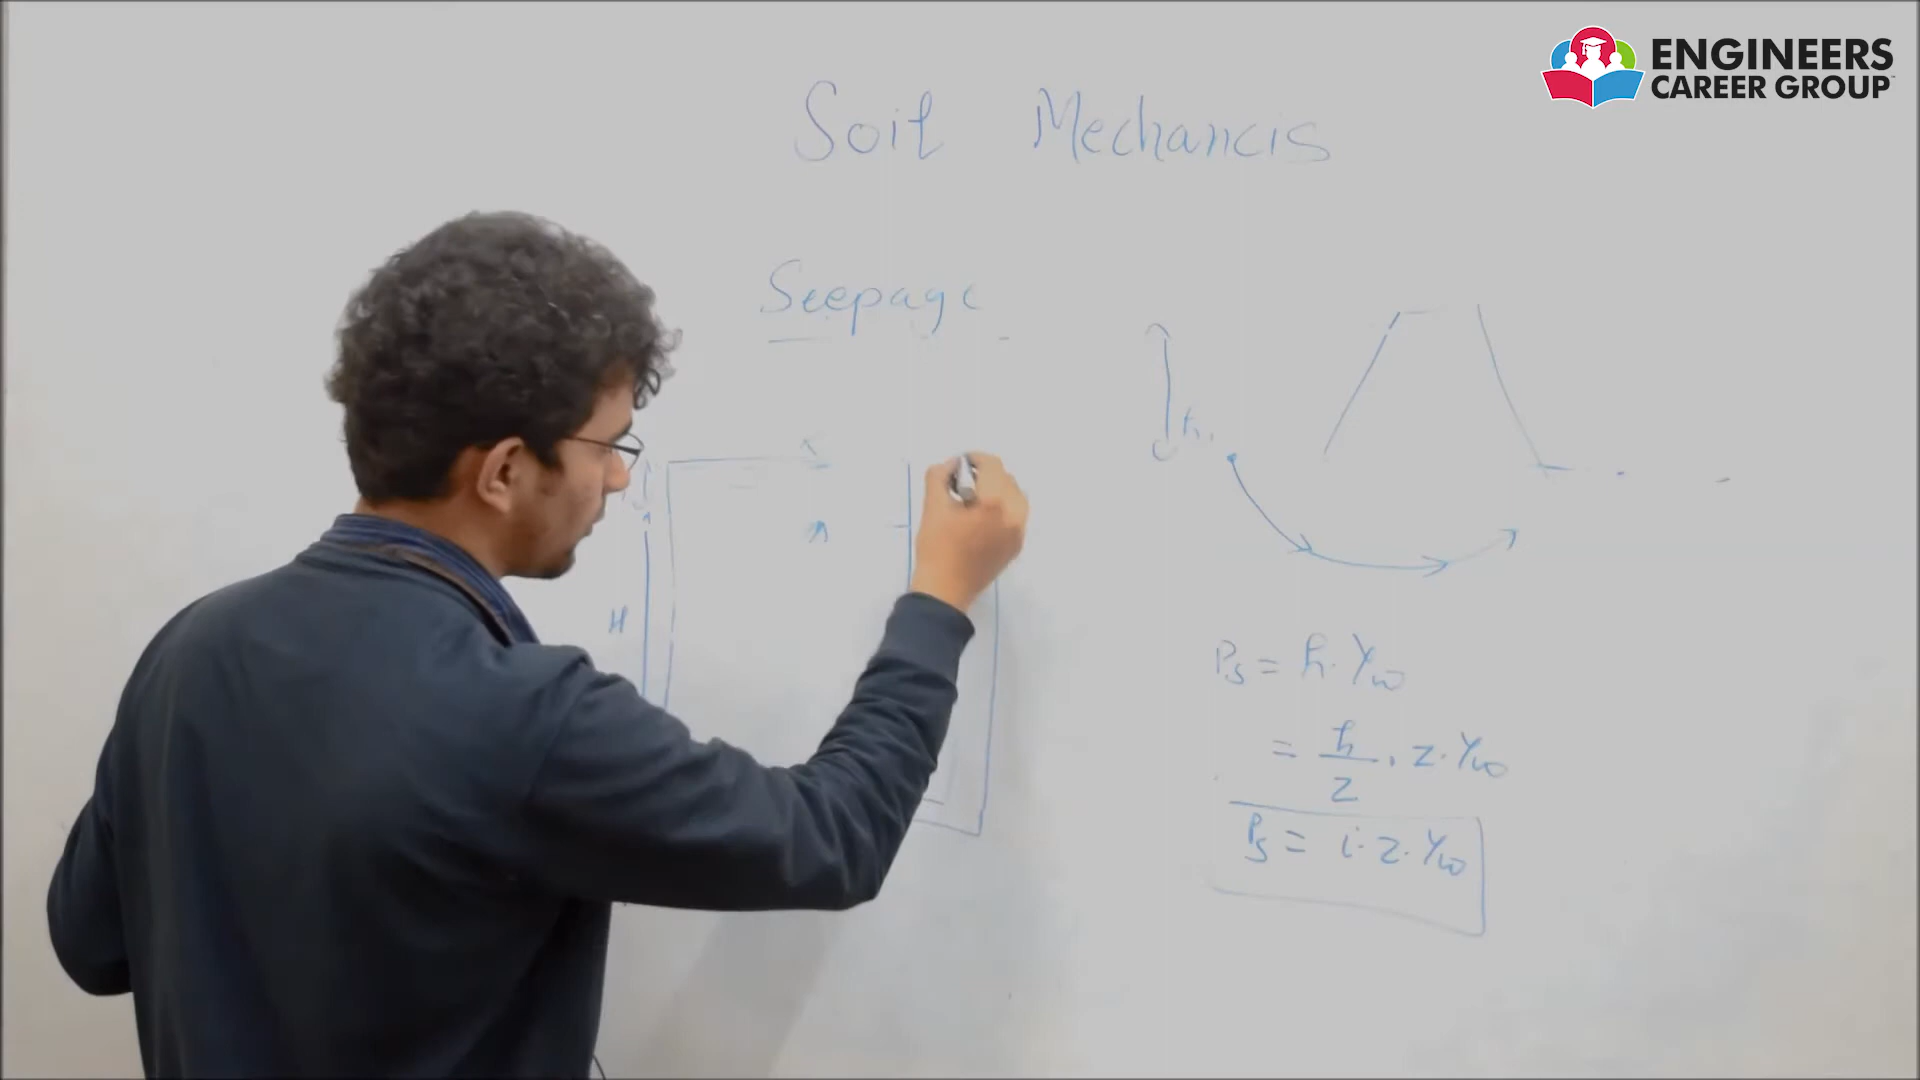 ENGINEERS
CAREER GROUP
Soil Mechancis
Seepage
h
H
Ps = h. γw
= h/z . z. γw
Ps = i. z. γw